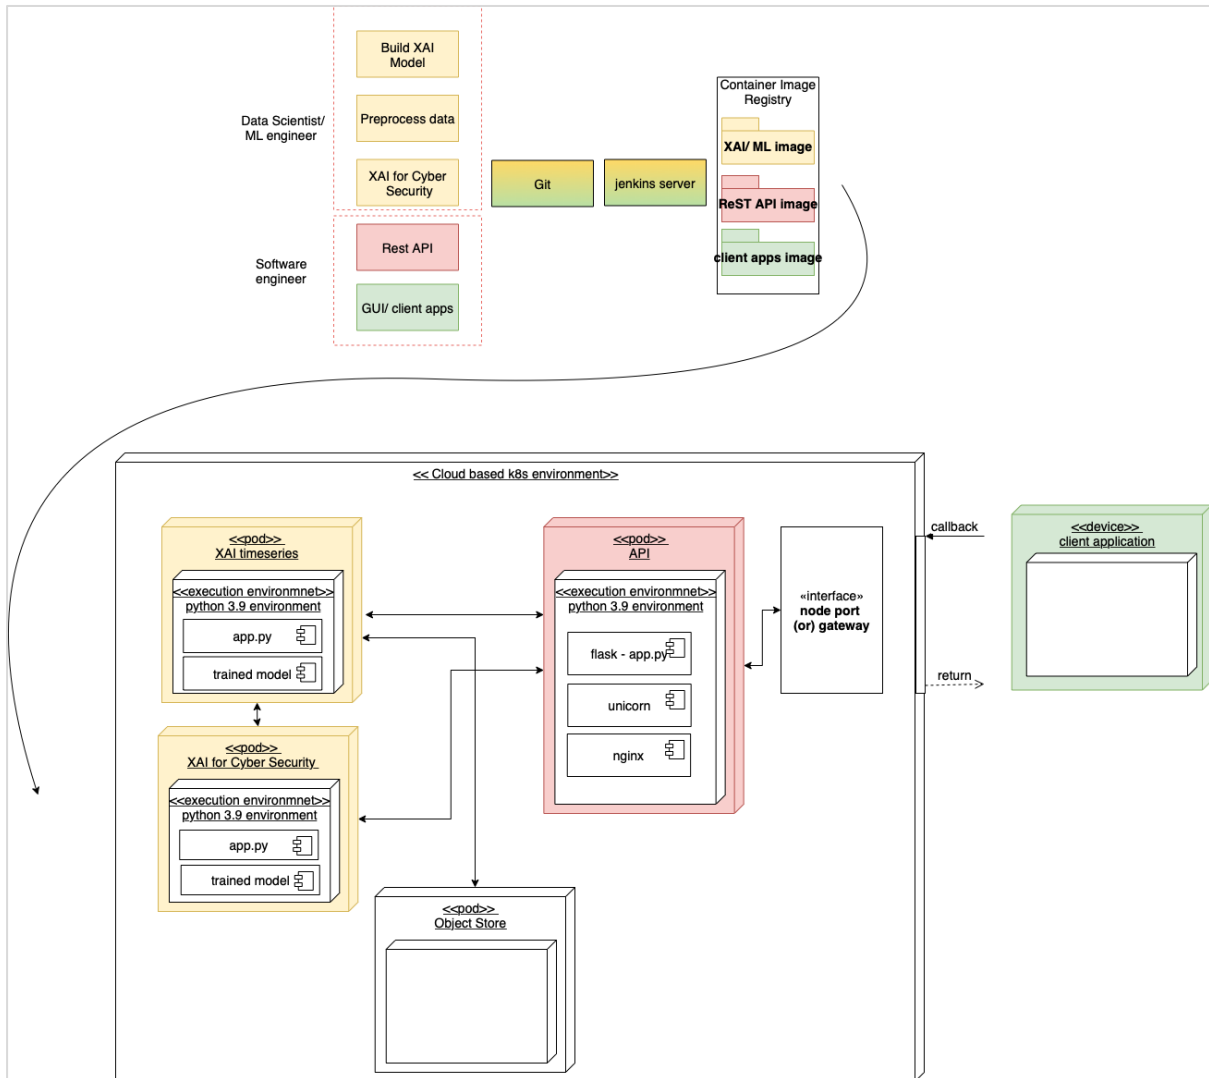 Build XAI
Model
Data Scientist/
ML engineer
Preprocess data
XAI for Cyber
Security
Git
jenkins server
Container Image
Registry
XAI/ ML image
ReST API image
client apps image
Software
engineer
Rest API
GUI/ client apps
<< Cloud based k8s environment>>
<<pod>>
XAI timeseries
<<execution environmnet>>
python 3.9 environment
app.py
trained model
<<pod>>
XAI for Cyber Security
<<execution environmnet>>
python 3.9 environment
app.py
trained model
<<pod>>
API
<<execution environmnet>>
python 3.9 environment
flask - app.py
unicorn
nginx
<<pod>>
Object Store
«interface»
node port
(or) gateway
callback
return
<<device>>
client application